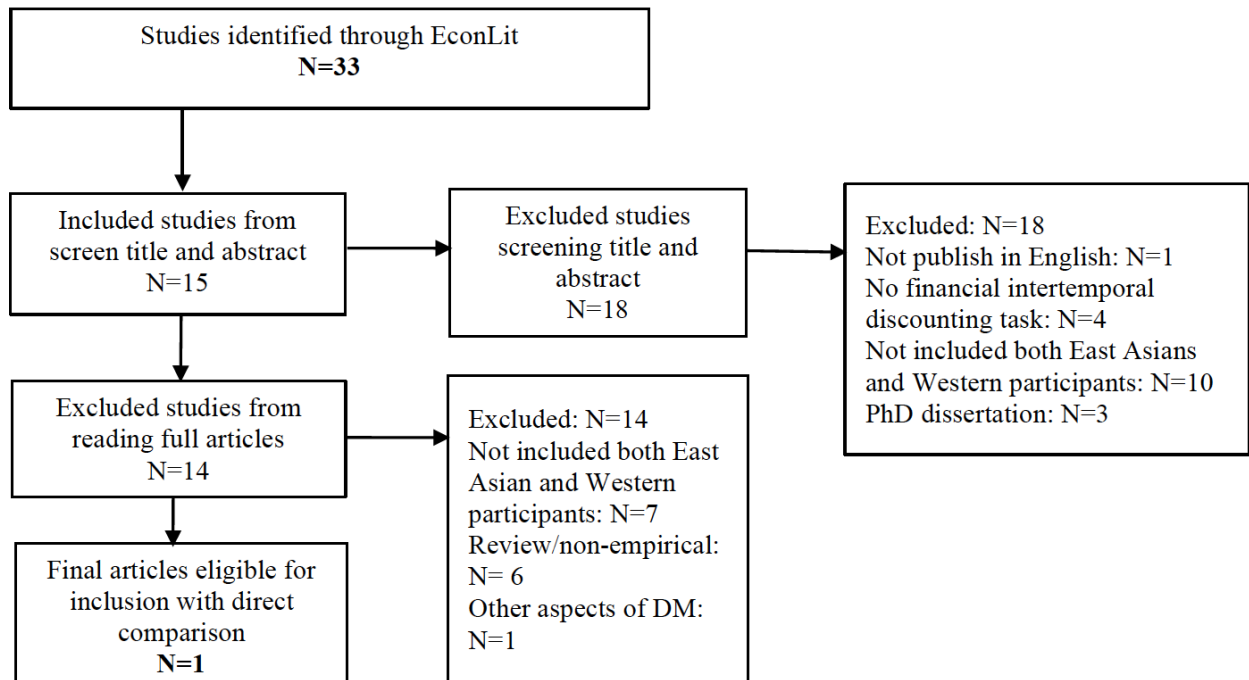 Studies identified through EconLit
N=33
Included studies from
screen title and abstract
N=15
Excluded studies
screening title and
abstract
N=18
Excluded: N=18
Not publish in English: N=1
No financial intertemporal
discounting task: N=4
Not included both East Asians
and Western participants: N=10
PhD dissertation: N=3
Excluded studies from
reading full articles
N=14
Excluded: N=14
Not included both East
Asian and Western
participants: N=7
Review/non-empirical:
N= 6
Other aspects of DM:
N=1
Final articles eligible for
inclusion with direct
comparison
N=1